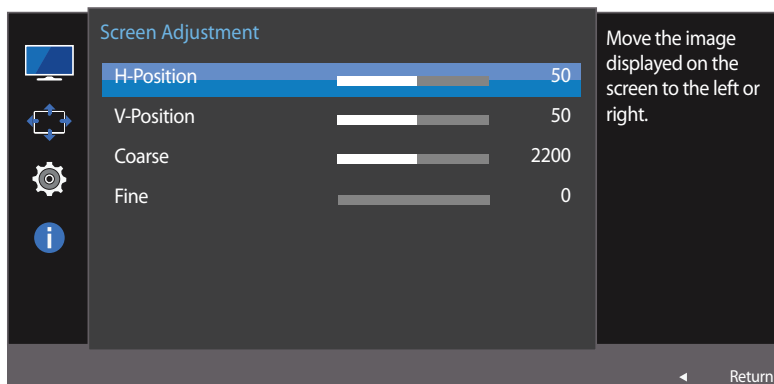 Screen Adjustment
H-Position 50
V-Position 50
Coarse 2200
Fine 0
Move the image
displayed on the
screen to the left or
right.
i
Return